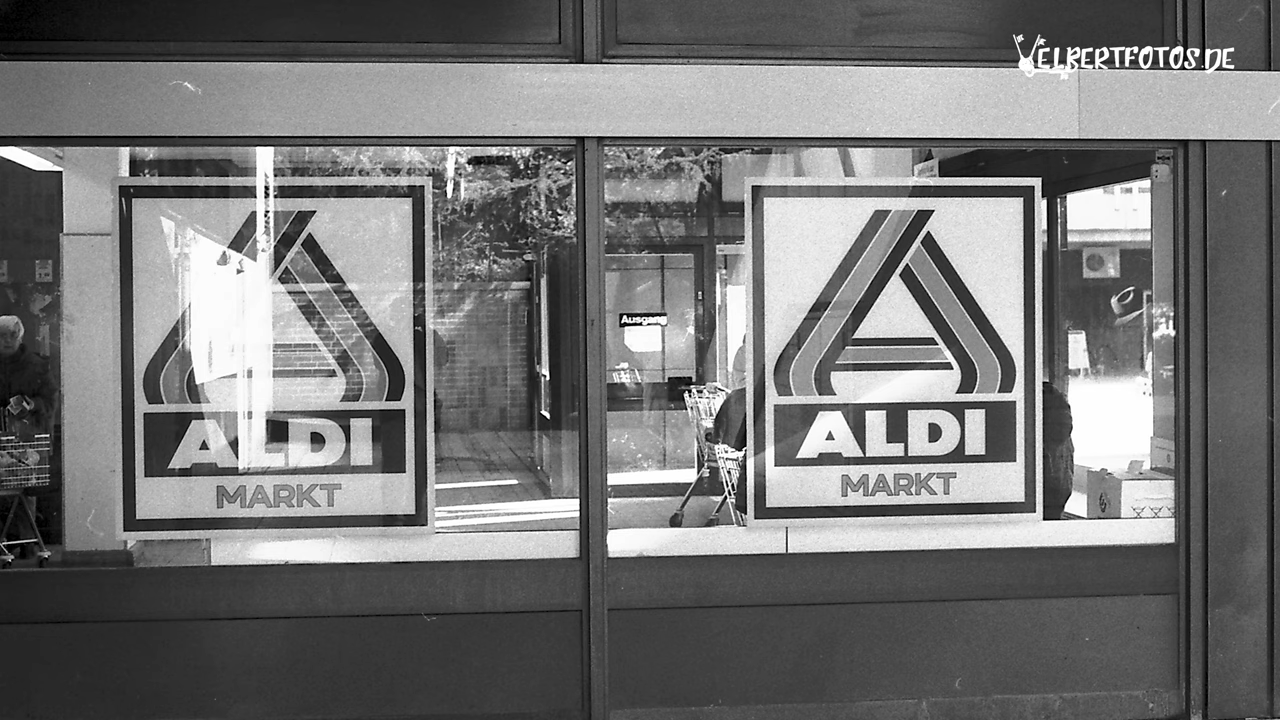 VELBERTFOTOS.DE
Ausgang
ALDI
MARKT
ALDI
MARKT